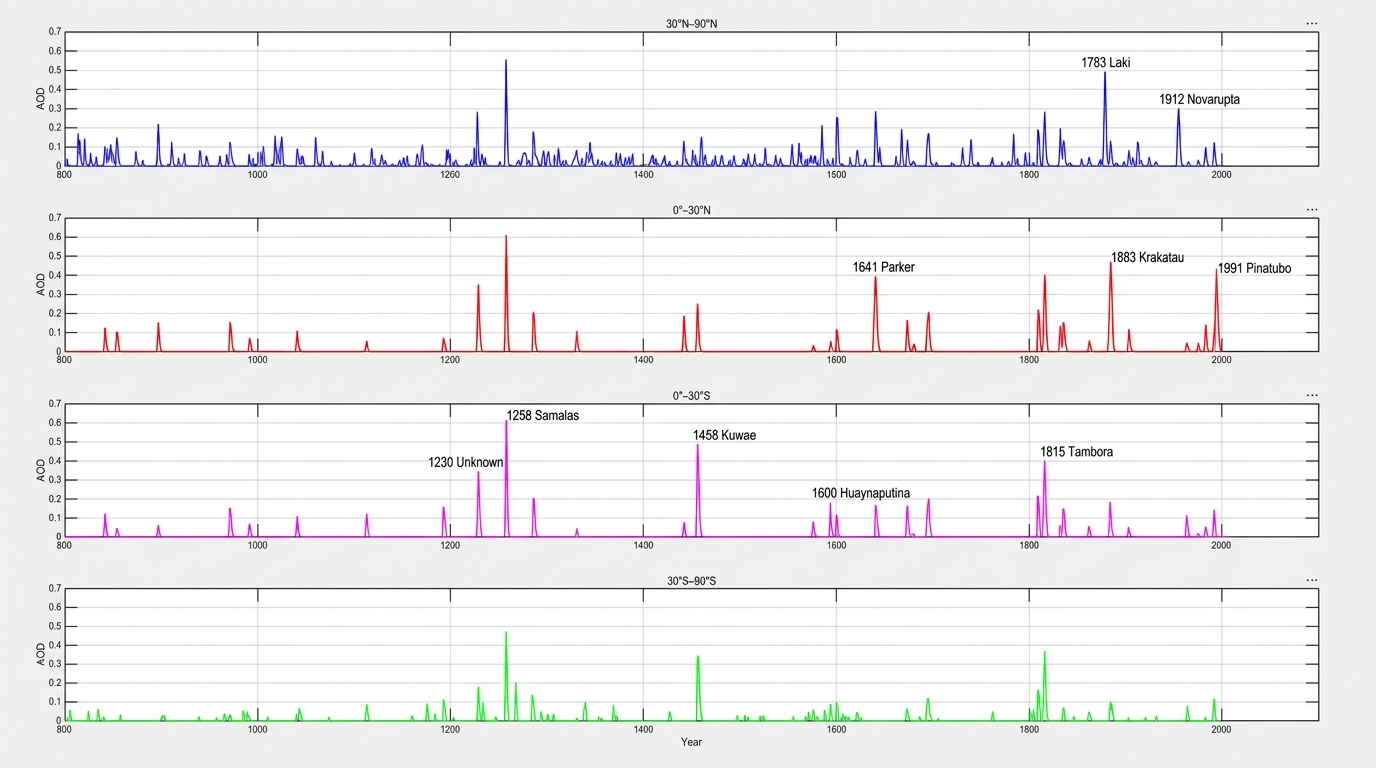 30°N–90°N
...
0.7
0.6
0.5
0.4
0.3
0.2
0.1
0
AOD
1783 Laki
1912 Novarupta
800 1000 1200 1400 1600 1800 2000
0°–30°N
...
0.7
0.6
0.5
0.4
0.3
0.2
0.1
0
AOD
1641 Parker
1883 Krakatau
1991 Pinatubo
800 1000 1200 1400 1600 1800 2000
0°–30°S
...
0.7
0.6
0.5
0.4
0.3
0.2
0.1
0
AOD
1258 Samalas
1230 Unknown
1458 Kuwae
1600 Huaynaputina
1815 Tambora
800 1000 1200 1400 1600 1800 2000
30°S–90°S
...
0.7
0.6
0.5
0.4
0.3
0.2
0.1
0
AOD
800 1000 1200 1400 1600 1800 2000
Year